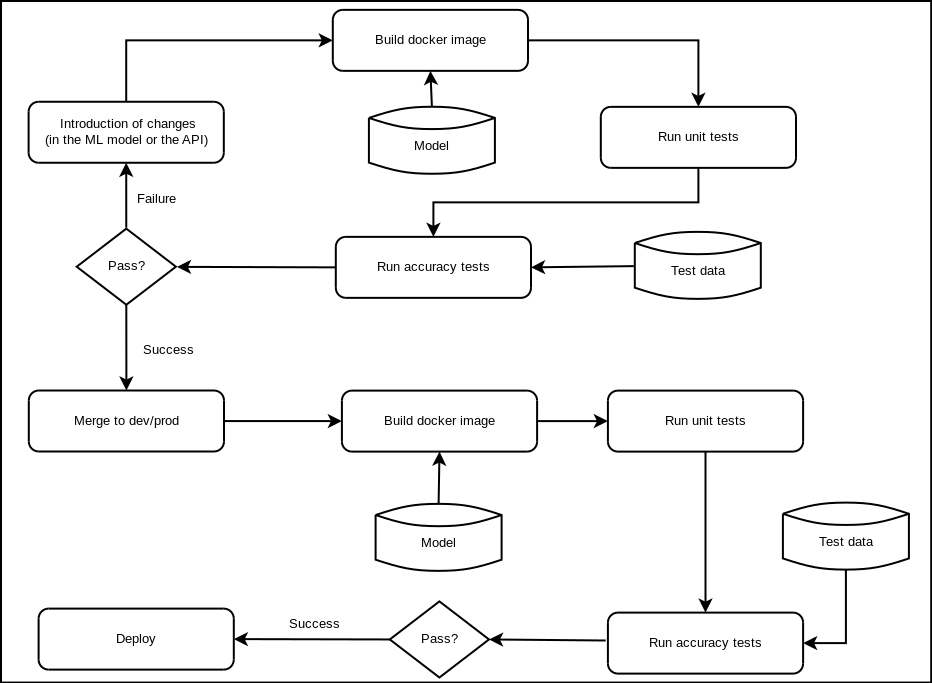 Build docker image
Introduction of changes
(in the ML model or the API)
Model
Run unit tests
Failure
Pass?
Run accuracy tests
Test data
Success
Merge to dev/prod
Build docker image
Run unit tests
Model
Test data
Deploy
Success
Pass?
Run accuracy tests